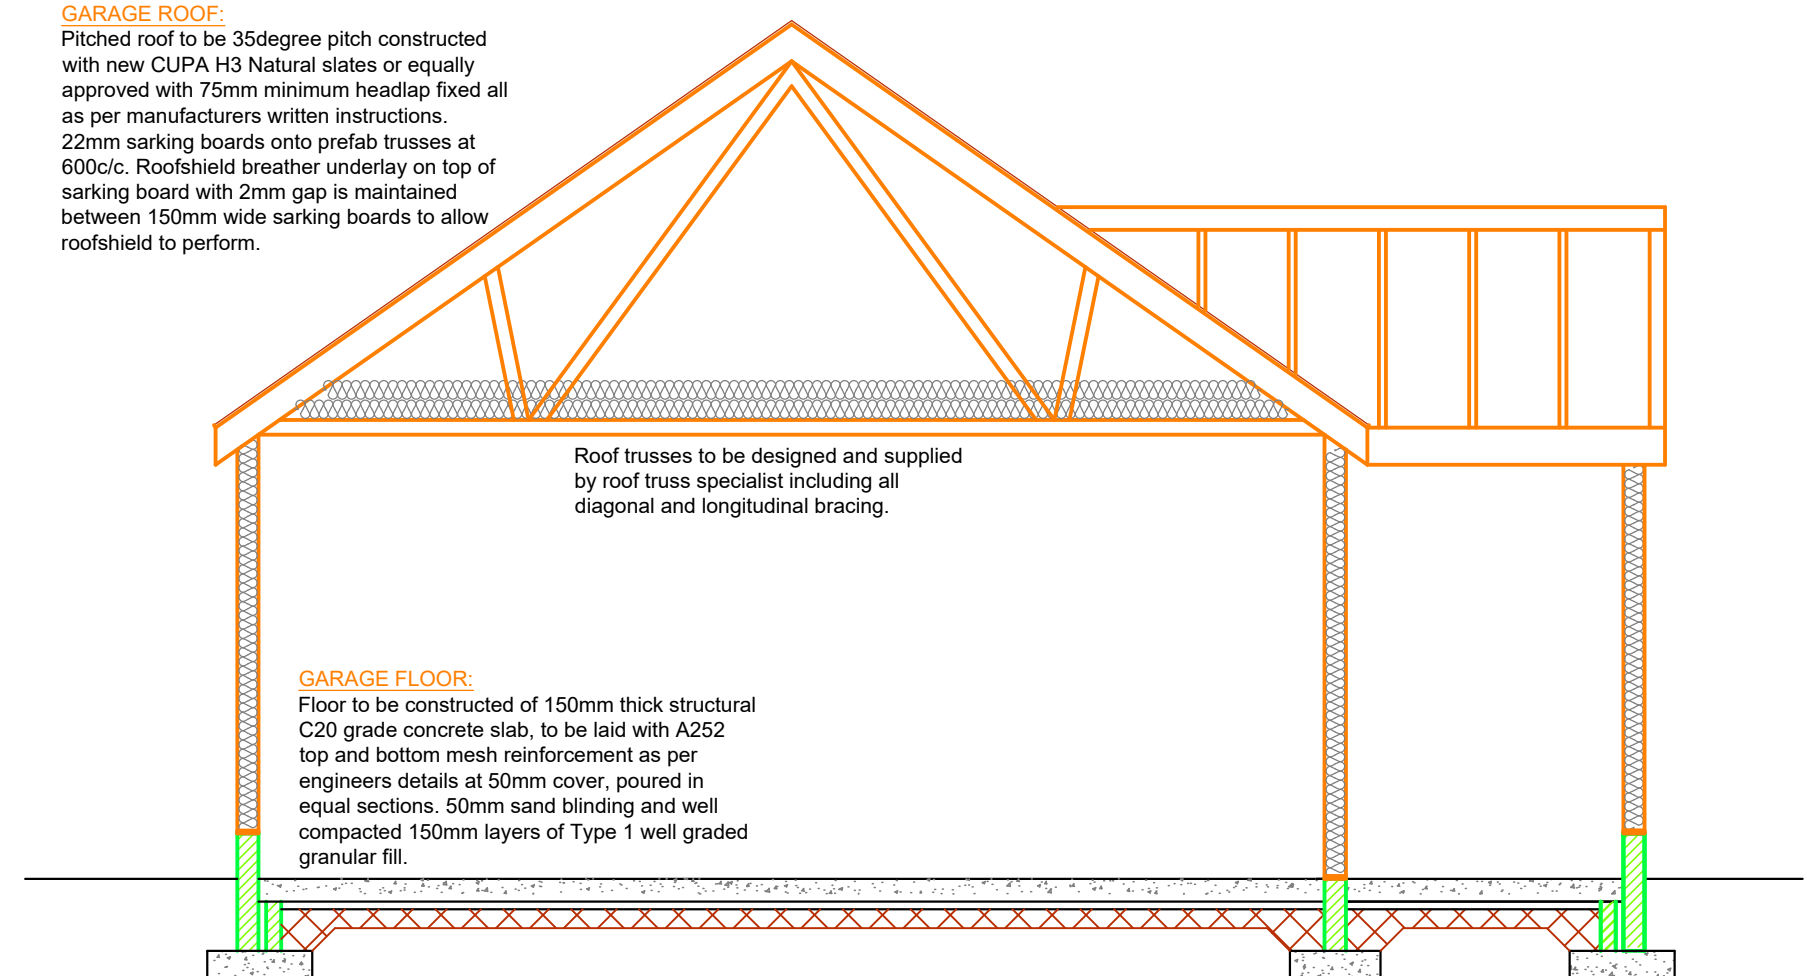 GARAGE ROOF:
Pitched roof to be 35degree pitch constructed
with new CUPA H3 Natural slates or equally
approved with 75mm minimum headlap fixed all
as per manufacturers written instructions.
22mm sarking boards onto prefab trusses at
600c/c. Roofshield breather underlay on top of
sarking board with 2mm gap is maintained
between 150mm wide sarking boards to allow
roofshield to perform.
Roof trusses to be designed and supplied
by roof truss specialist including all
diagonal and longitudinal bracing.
GARAGE FLOOR:
Floor to be constructed of 150mm thick structural
C20 grade concrete slab, to be laid with A252
top and bottom mesh reinforcement as per
engineers details at 50mm cover, poured in
equal sections. 50mm sand blinding and well
compacted 150mm layers of Type 1 well graded
granular fill.